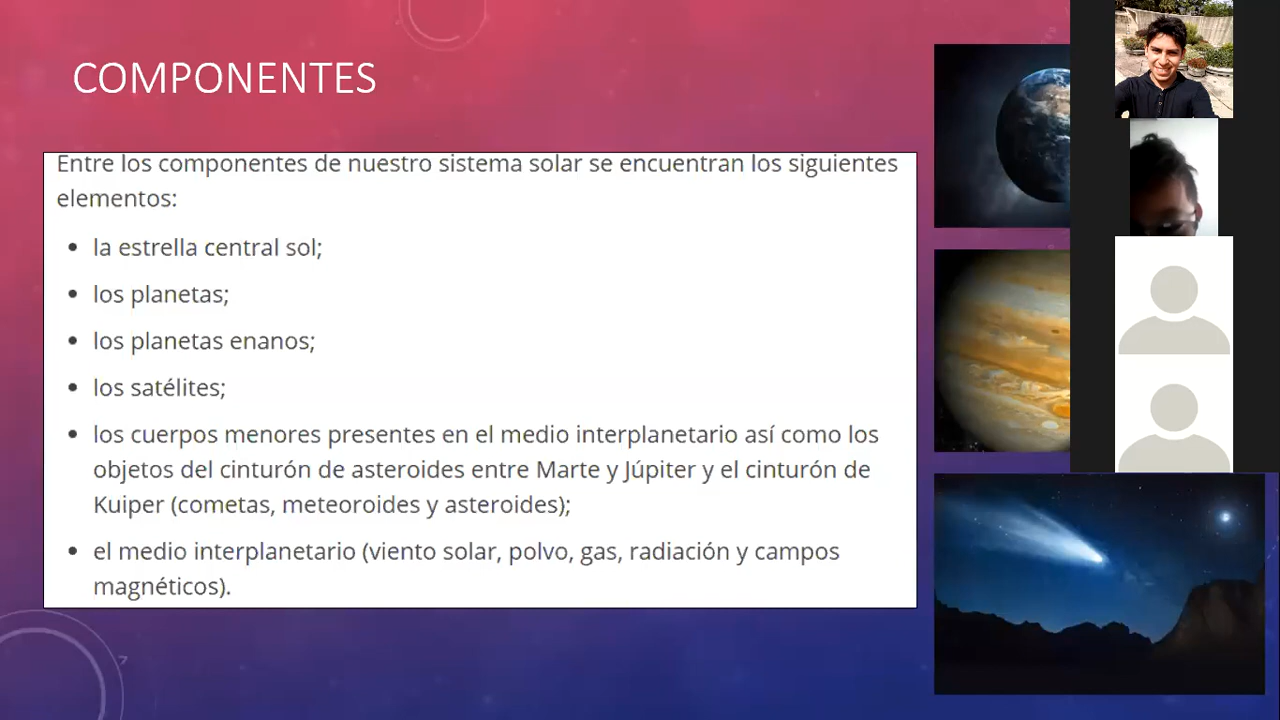 COMPONENTES
Entre los componentes de nuestro sistema solar se encuentran los siguientes
elementos:
• la estrella central sol;
• los planetas;
• los planetas enanos;
• los satélites;
• los cuerpos menores presentes en el medio interplanetario así como los
objetos del cinturón de asteroides entre Marte y Júpiter y el cinturón de
Kuiper (cometas, meteoroides y asteroides);
• el medio interplanetario (viento solar, polvo, gas, radiación y campos
magnéticos).